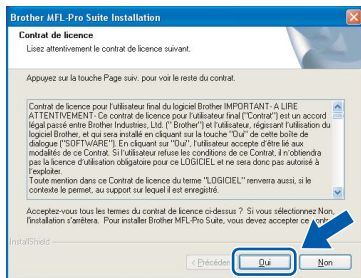 Brother MFL-Pro Suite Installation
Contrat de licence
Lisez attentivement le contrat de licence suivant.
Appuyez sur la touche Page suiv. pour voir le reste du contrat.
Contrat de licence pour l'utilisateur final du logiciel Brother IMPORTANT- A LIRE
ATTENTIVEMENT- Ce contrat de licence pour l'utilisateur final ("Contrat") est un accord
légal passé entre Brother Industries, Ltd. (" Brother") et l'utilisateur, régissant l'utilisation du
logiciel Brother, et qui sera installé en cliquant sur la touche "Oui" de cette boîte de
dialogue ("SOFTWARE"). En cliquant sur "Oui", l'utilisateur accepte d'être lié aux
modalités de ce Contrat. Si l'utilisateur refuse les conditions de ce Contrat, il n'obtiendra
pas la licence d'utilisation obligatoire pour ce LOGICIEL et ne sera donc pas autorisé à
l'exploiter.
Toute mention dans ce Contrat de licence du terme "LOGICIEL" renverra aussi, si le
contexte le permet, au support sur lequel il est enregistré.
Acceptez-vous tous les termes du contrat de licence ci-dessus ? Si vous sélectionnez Non,
l'installation s'arrêtera. Pour installer Brother MFL-Pro Suite, vous devez accepter ce
InstallShield
< Précéden
Oui
Non